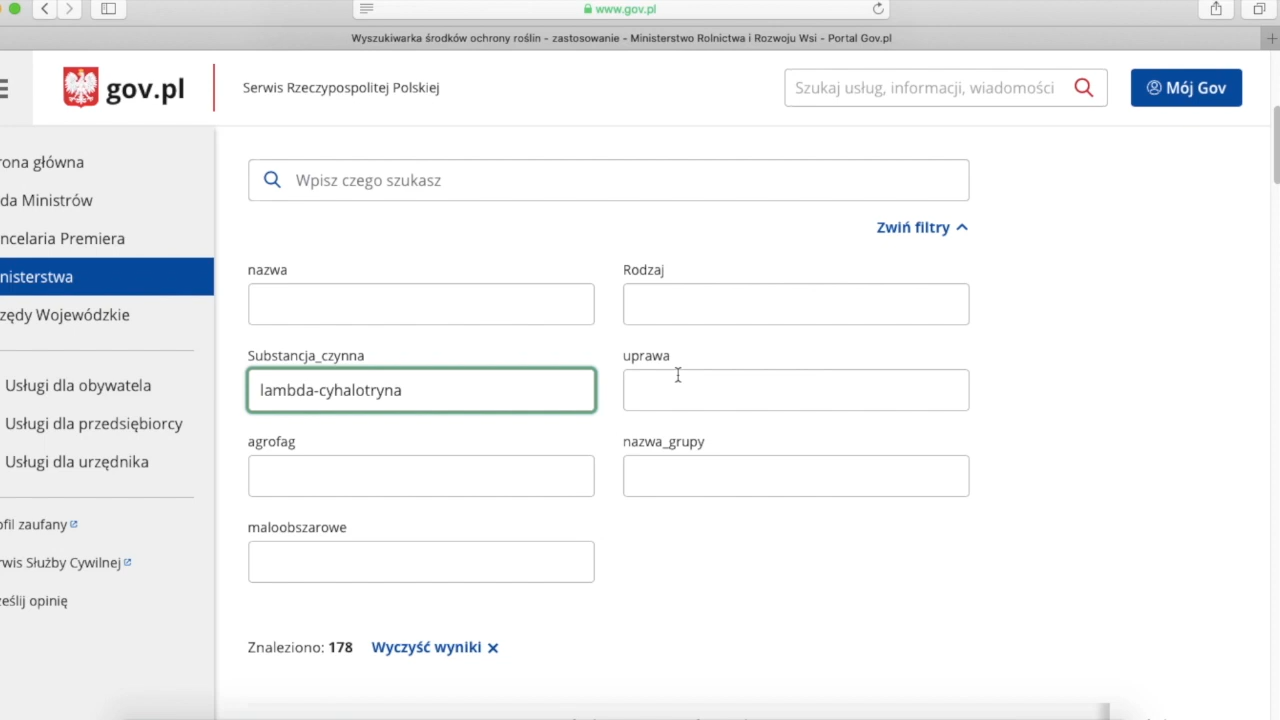 www.gov.pl
Wyszukiwarka środków ochrony roślin - zastosowanie - Ministerstwo Rolnictwa i Rozwoju Wsi - Portal Gov.pl
gov.pl
Serwis Rzeczypospolitej Polskiej
Szukaj usług, informacji, wiadomości
Mój Gov
rona główna
da Ministrów
ncelaria Premiera
nisterstwa
zędy Wojewódzkie
Usługi dla obywatela
Usługi dla przedsiębiorcy
Usługi dla urzędnika
ofil zaufany
rwis Służby Cywilnej
ześlij opinię
Wpisz czego szukasz
Zwiń filtry
nazwa
Rodzaj
Substancja_czynna
uprawa
lambda-cyhalotryna
agrofag
nazwa_grupy
maloobszarowe
Znaleziono: 178 Wyczyść wyniki